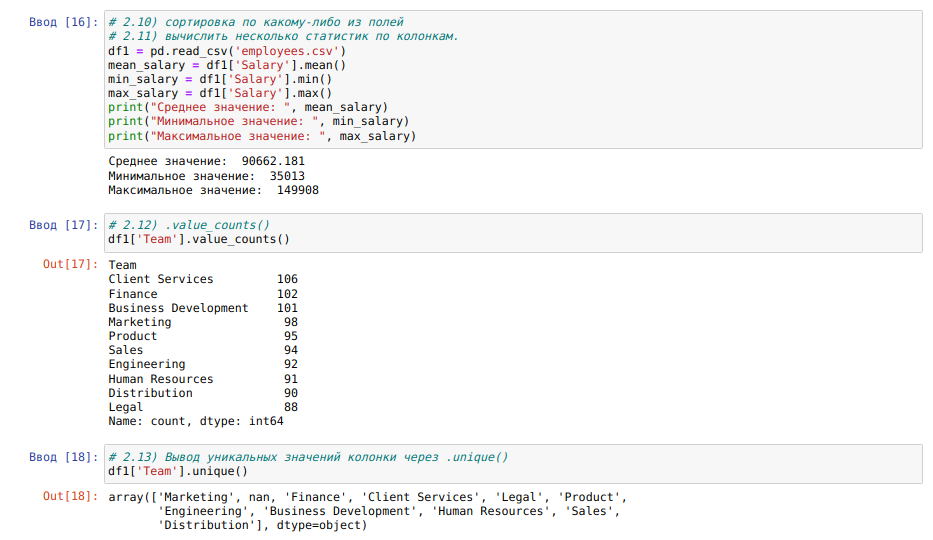 Ввод [16]: # 2.10) сортировка по какому-либо из полей
# 2.11) вычислить несколько статистик по колонкам.
df1 = pd.read_csv('employees.csv')
mean_salary = df1['Salary'].mean()
min_salary = df1['Salary'].min()
max_salary = df1['Salary'].max()
print("Среднее значение: ", mean_salary)
print("Минимальное значение: ", min_salary)
print("Максимальное значение: ", max_salary)
Среднее значение:  90662.181
Минимальное значение:  35013
Максимальное значение:  149908
Ввод [17]: # 2.12) .value_counts()
df1['Team'].value_counts()
Out[17]: Team
Client Services         106
Finance                 102
Business Development    101
Marketing                98
Product                  95
Sales                    94
Engineering              92
Human Resources          91
Distribution             90
Legal                    88
Name: count, dtype: int64
Ввод [18]: # 2.13) Вывод уникальных значений колонки через .unique()
df1['Team'].unique()
Out[18]: array(['Marketing', nan, 'Finance', 'Client Services', 'Legal', 'Product',
'Engineering', 'Business Development', 'Human Resources', 'Sales',
'Distribution'], dtype=object)